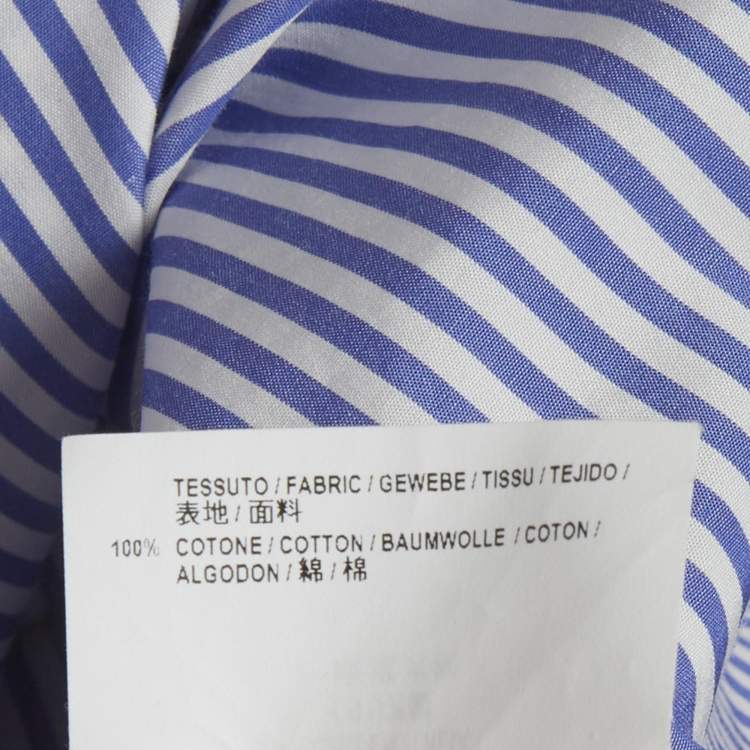 TESSUTO / FABRIC / GEWEBE / TISSU / TEJIDO /
表地 / 面料
100% COTONE / COTTON / BAUMWOLLE / COTON /
ALGODON / 綿 / 棉